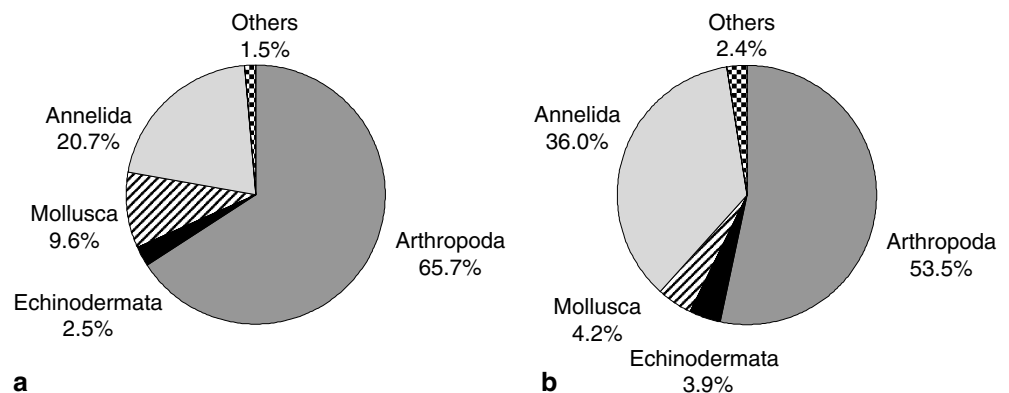 Others
1.5%
Annelida
20.7%
Mollusca
9.6%
Echinodermata
2.5%
Arthropoda
65.7%
a
Others
2.4%
Annelida
36.0%
Mollusca
4.2%
Echinodermata
3.9%
Arthropoda
53.5%
b